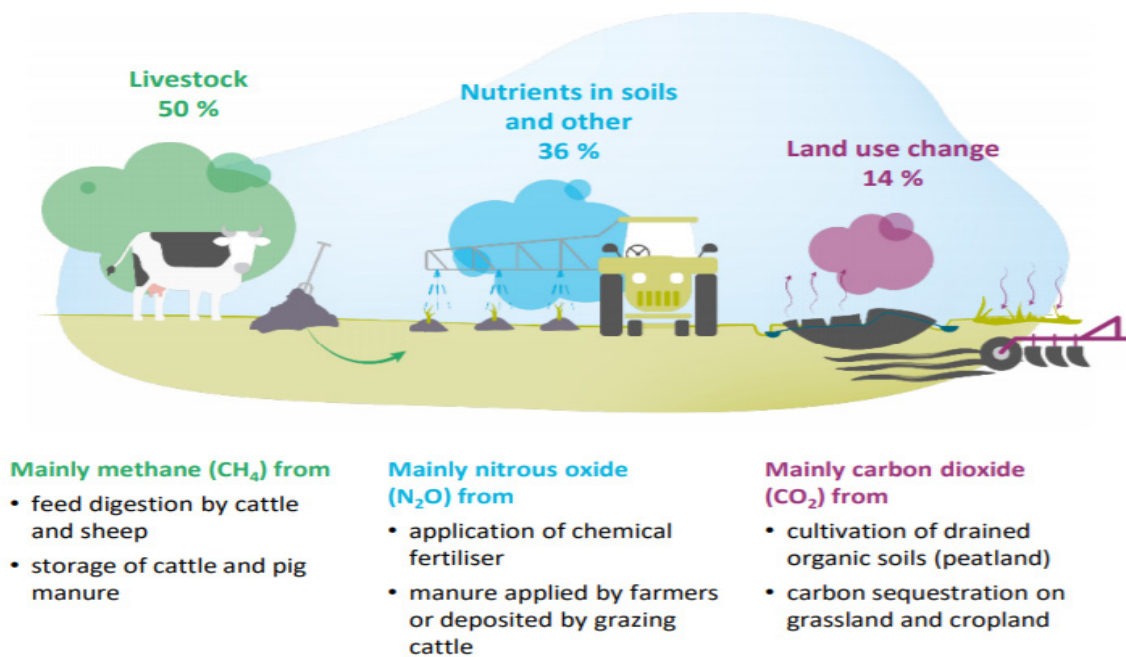 Livestock
50 %
Nutrients in soils
and other
36 %
Land use change
14 %
Mainly methane (CH₄) from
• feed digestion by cattle
and sheep
• storage of cattle and pig
manure
Mainly nitrous oxide
(N₂O) from
• application of chemical
fertiliser
• manure applied by farmers
or deposited by grazing
cattle
Mainly carbon dioxide
(CO₂) from
• cultivation of drained
organic soils (peatland)
• carbon sequestration on
grassland and cropland